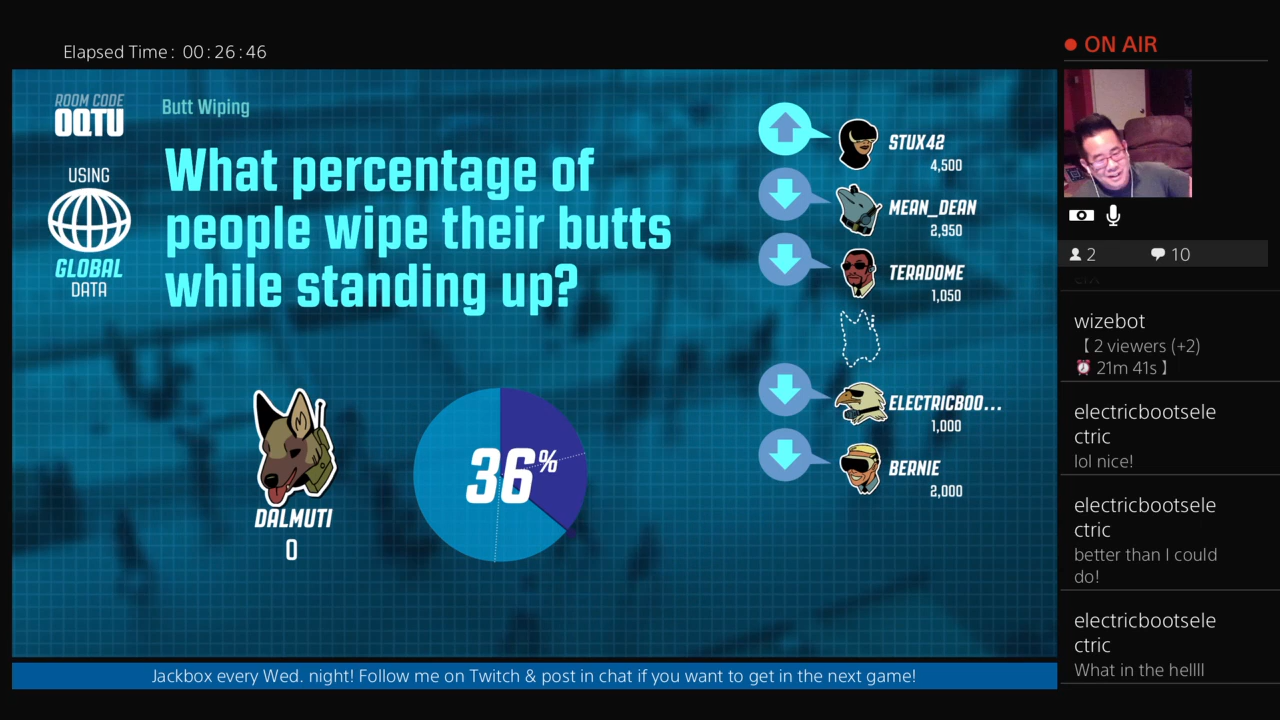 Elapsed Time: 00:26:46
ON AIR
ROOM CODE
OQTU
USING
GLOBAL
DATA
Butt Wiping
What percentage of
people wipe their butts
while standing up?
DALMUTI
0
36%
STUX42
4,500
MEAN_DEAN
2,950
TERADOME
1,050
ELECTRICBOO...
1,000
BERNIE
2,000
2
10
wizebot
【 2 viewers (+2)
⏰ 21m 41s 】
electricbootsele
ctric
lol nice!
electricbootsele
ctric
better than I could
do!
electricbootsele
ctric
What in the hellll
Jackbox every Wed. night! Follow me on Twitch & post in chat if you want to get in the next game!